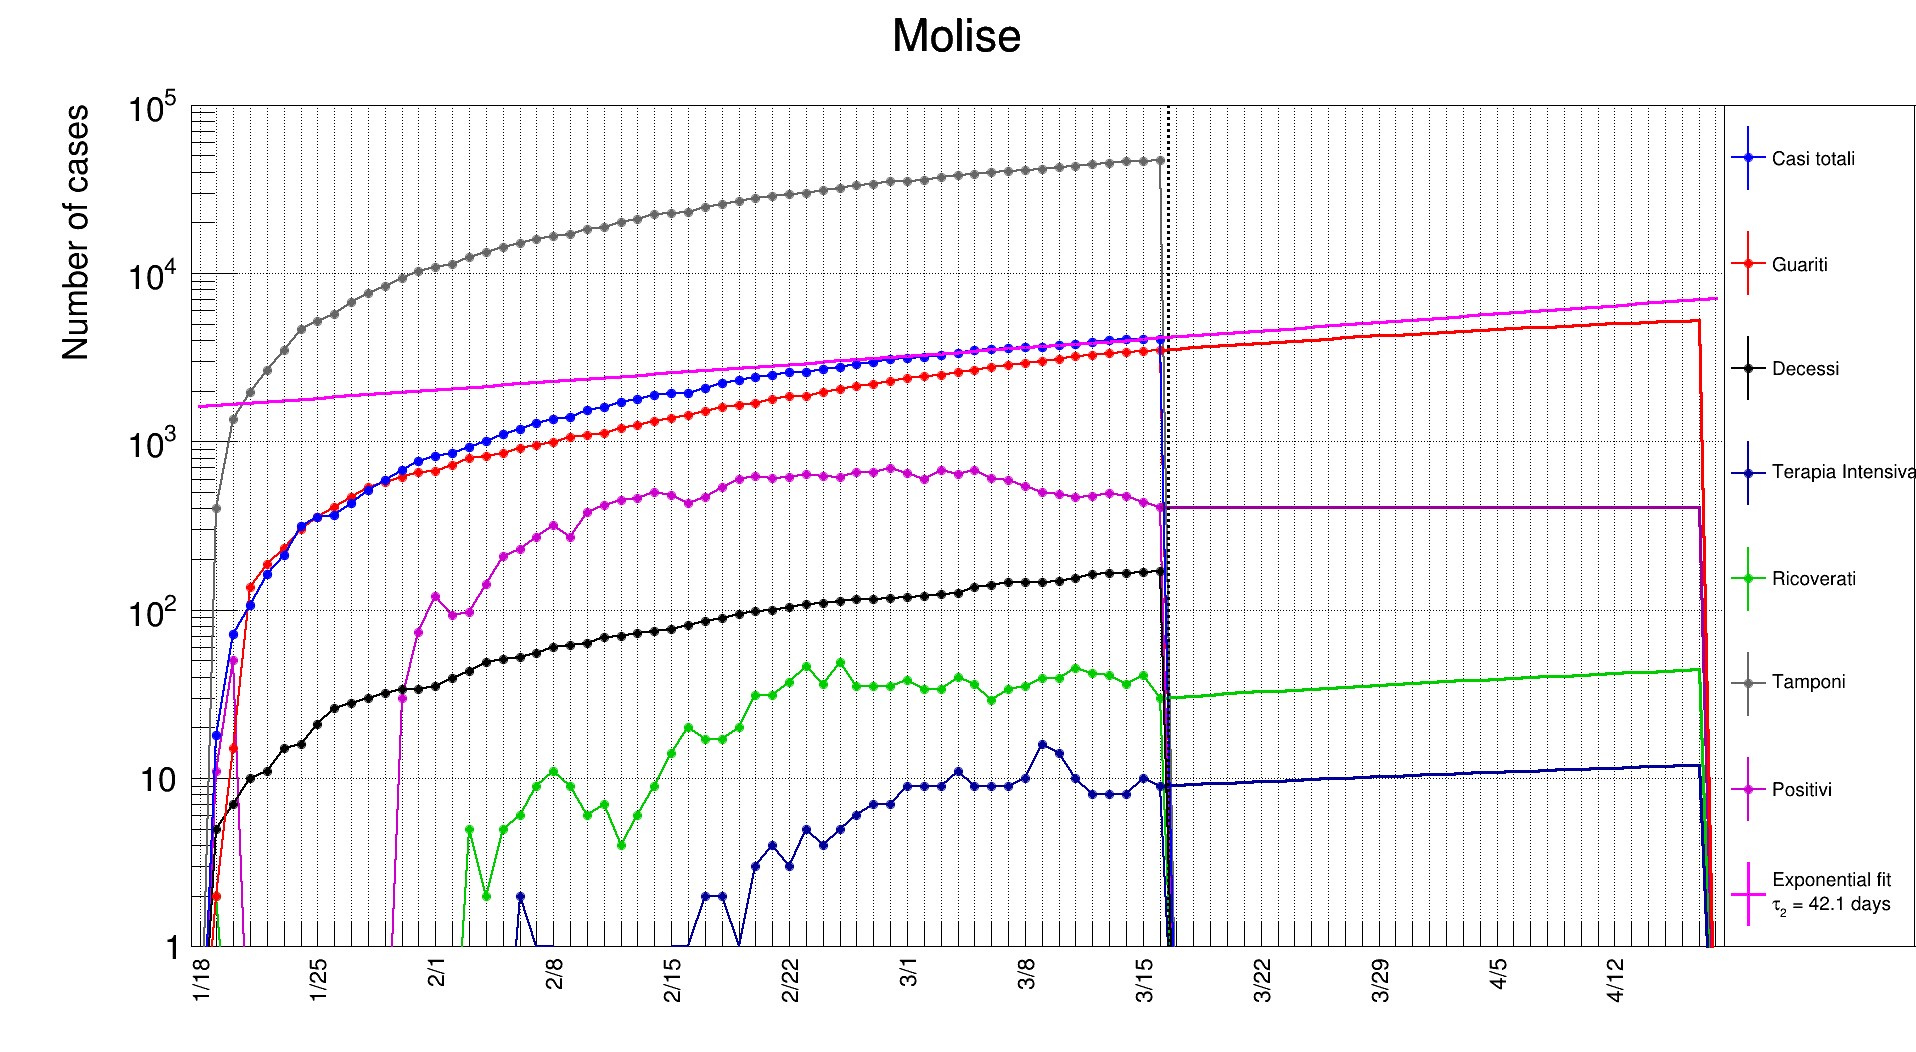 Molise
Number of cases
10^5
10^4
10^3
10^2
10
1
1/18
1/25
2/1
2/8
2/15
2/22
3/1
3/8
3/15
3/22
3/29
4/5
4/12
Casi totali
Guariti
Decessi
Terapia Intensiva
Ricoverati
Tamponi
Positivi
Exponential fit
τ₂ = 42.1 days